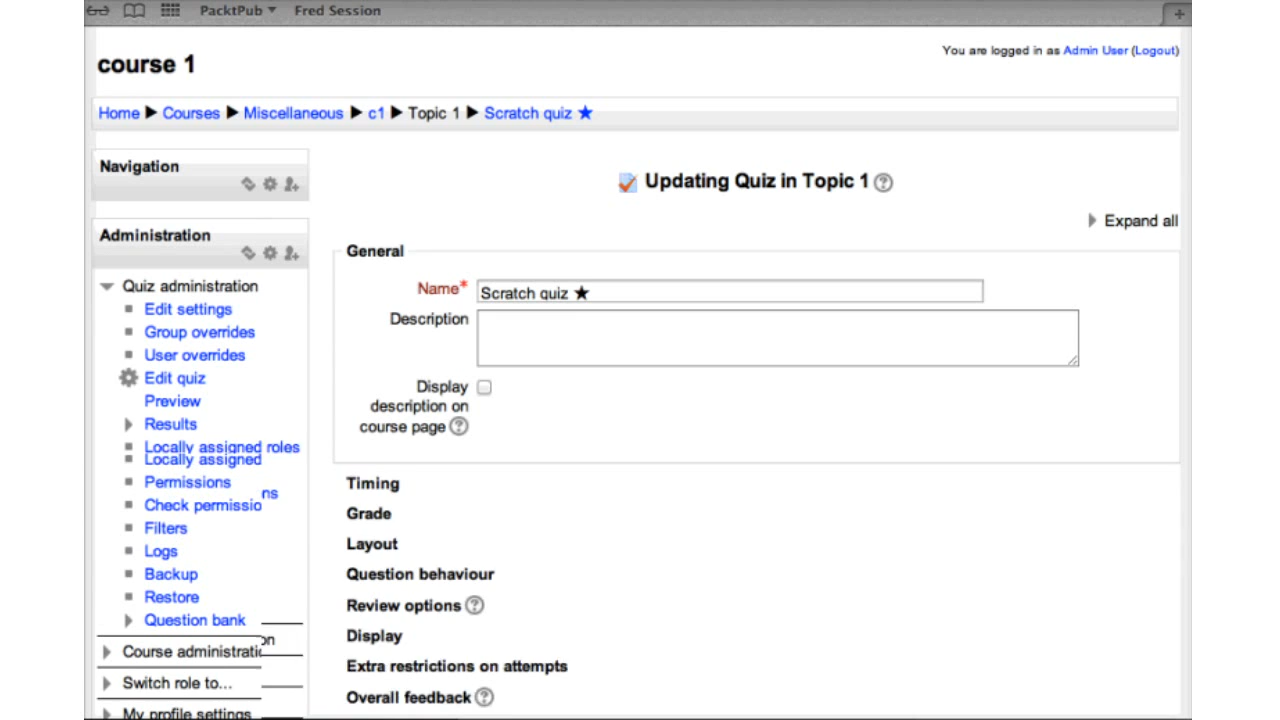 PacktPub ▼ Fred Session
+
You are logged in as Admin User (Logout)
course 1
Home ▶ Courses ▶ Miscellaneous ▶ c1 ▶ Topic 1 ▶ Scratch quiz ★
Navigation
Administration
Quiz administration
Edit settings
Group overrides
User overrides
Edit quiz
Preview
Results
Locally assigned roles
Locally assigned
Permissions
ns
Check permissio
Filters
Logs
Backup
Restore
Question bank
on
Course administratio
Switch role to...
My profile settings
Updating Quiz in Topic 1 ?
Expand all
General
Name* Scratch quiz ★
Description
Display
description on
course page ?
Timing
Grade
Layout
Question behaviour
Review options ?
Display
Extra restrictions on attempts
Overall feedback ?